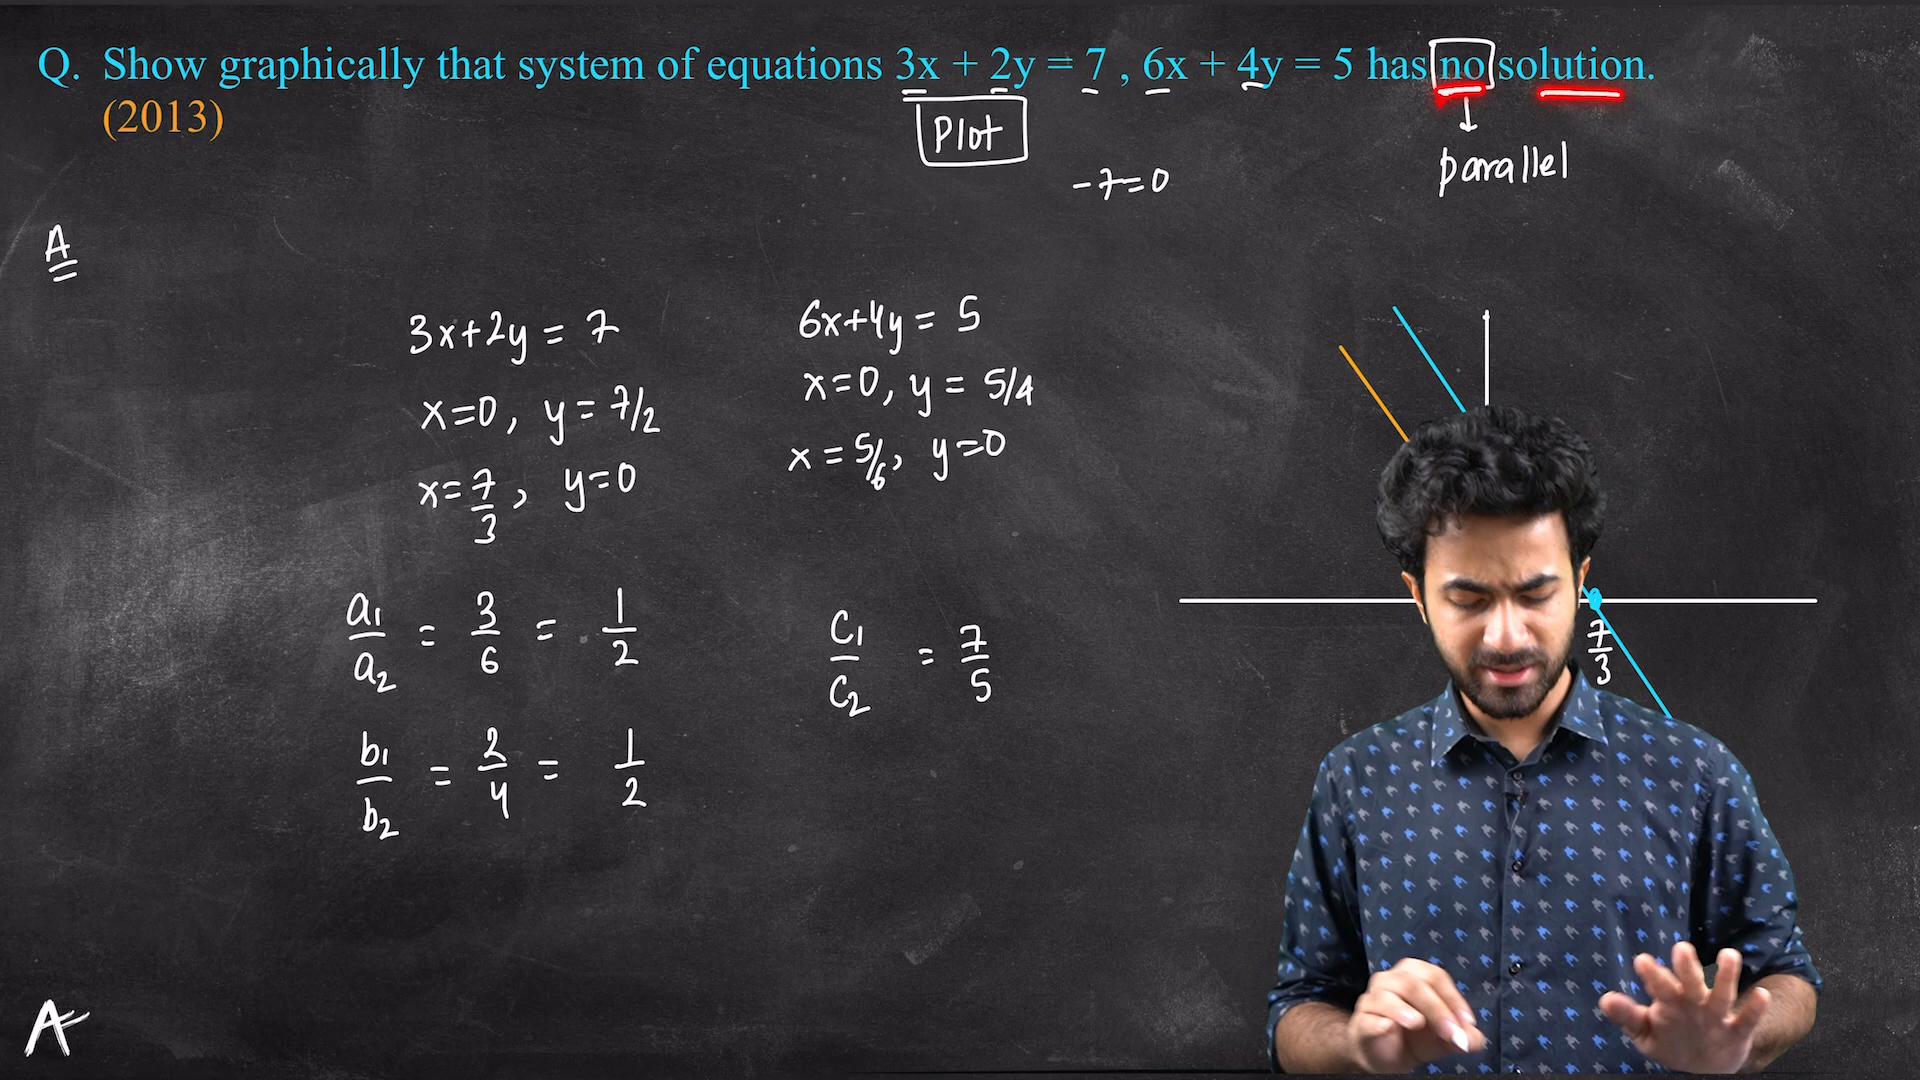 Q. Show graphically that system of equations 3x + 2y = 7 , 6x + 4y = 5 has no solution.
(2013)
Plot
-7=0
parallel
A
3x+2y = 7
x=0, y=7/2
x=7/3, y=0
6x+4y = 5
x=0, y = 5/4
x=5/6, y=0
a1/a2 = 3/6 = 1/2
c1/c2 = 7/5
b1/b2 = 2/4 = 1/2
7/3